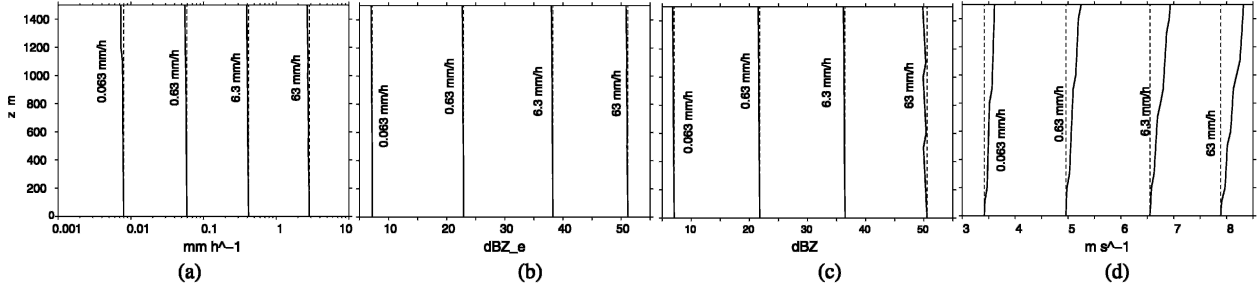 1400
1200
1000
800
600
400
200
0
z m
0.063 mm/h
0.63 mm/h
6.3 mm/h
63 mm/h
0.001
0.01
0.1
1
10
mm h^−1
(a)
0.063 mm/h
0.63 mm/h
6.3 mm/h
63 mm/h
10
20
30
40
50
dBZ_e
(b)
0.063 mm/h
0.63 mm/h
6.3 mm/h
63 mm/h
10
20
30
40
50
dBZ
(c)
0.063 mm/h
0.63 mm/h
6.3 mm/h
63 mm/h
3
4
5
6
7
8
m s^−1
(d)